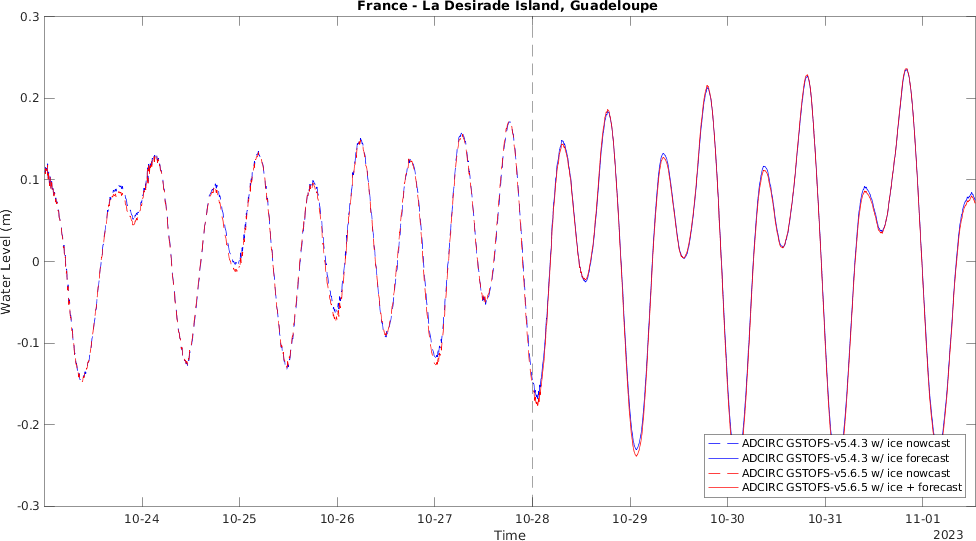 France - La Desirade Island, Guadeloupe
0.3
0.2
0.1
0
-0.1
-0.2
-0.3
Water Level (m)
10-24
10-25
10-26
10-27
10-28
10-29
10-30
10-31
11-01
Time
2023
ADCIRC GSTOFS-v5.4.3 w/ ice nowcast
ADCIRC GSTOFS-v5.4.3 w/ ice forecast
ADCIRC GSTOFS-v5.6.5 w/ ice nowcast
ADCIRC GSTOFS-v5.6.5 w/ ice + forecast